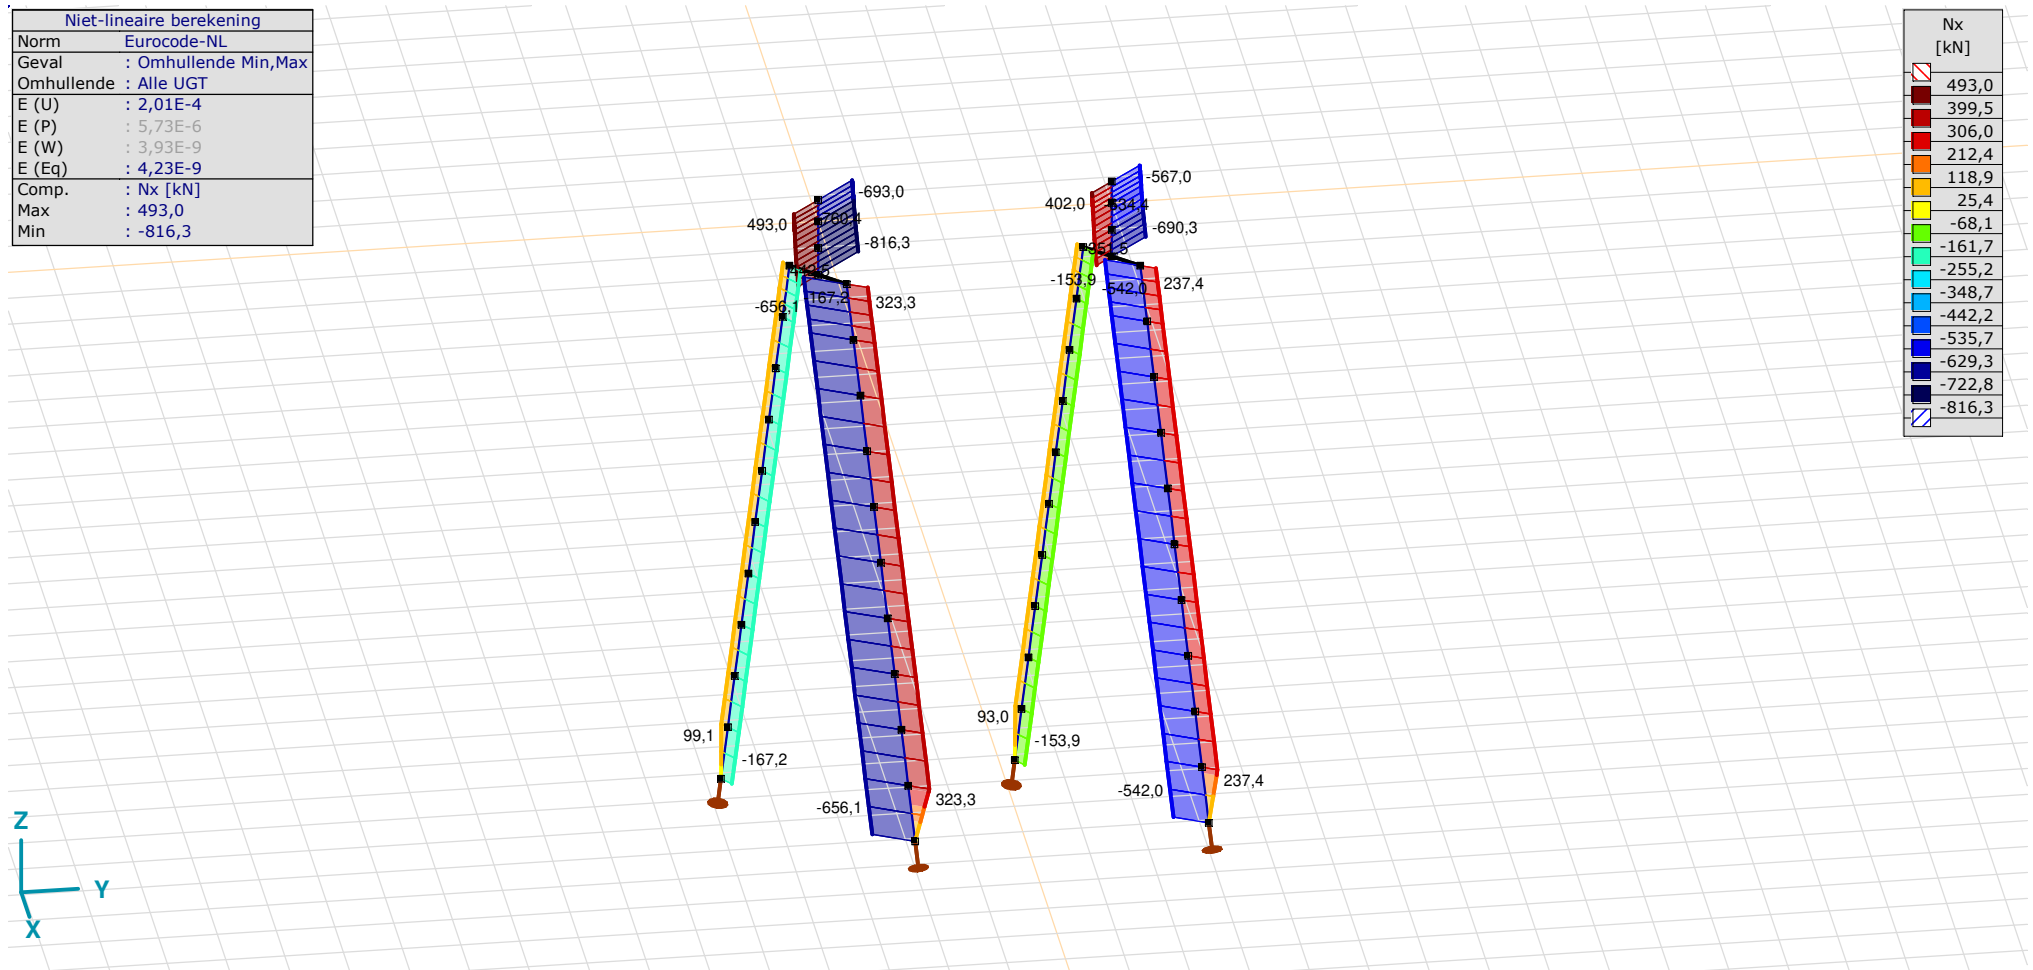 Niet-lineaire berekening
Norm Eurocode-NL
Geval : Omhullende Min,Max
Omhullende : Alle UGT
E (U) : 2,01E-4
E (P) : 5,73E-6
E (W) : 3,93E-9
E (Eq) : 4,23E-9
Comp. : Nx [kN]
Max : 493,0
Min : -816,3
Nx
[kN]
493,0
399,5
306,0
212,4
118,9
25,4
-68,1
-161,7
-255,2
-348,7
-442,2
-535,7
-629,3
-722,8
-816,3
-693,0
493,0
-816,3
-656,1
-167,2
323,3
99,1
-167,2
-656,1
323,3
-567,0
402,0
-690,3
-153,9
-542,0
237,4
93,0
-153,9
-542,0
237,4
Z
Y
X